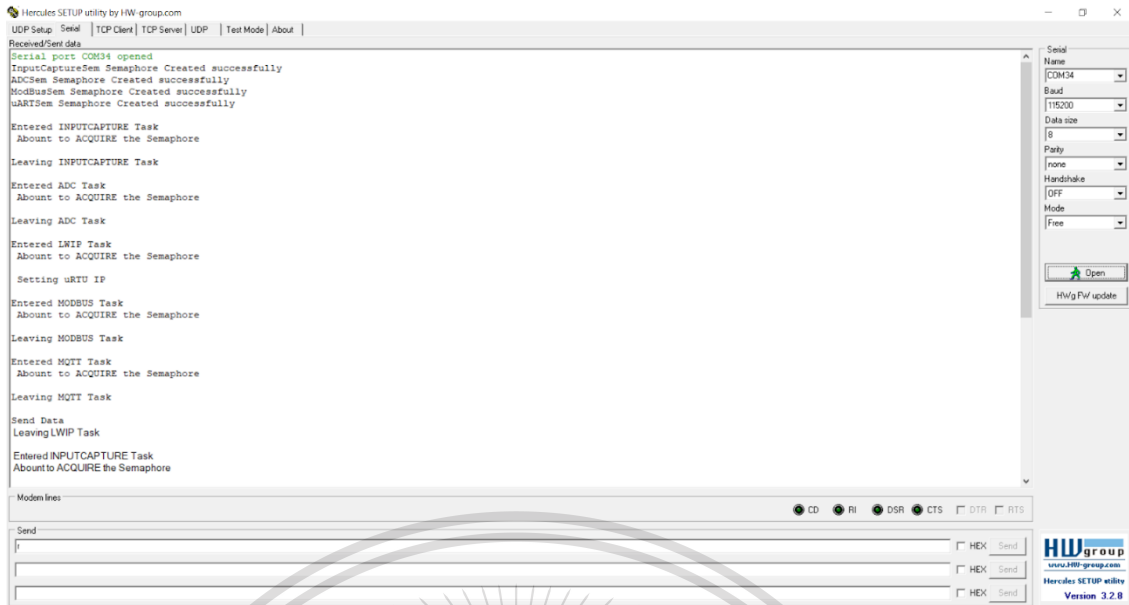 Hercules SETUP utility by HW-group.com
UDP Setup Serial TCP Client TCP Server UDP Test Mode About
Received/Sent data
Serial port COM34 opened
InputCaptureSem Semaphore Created successfully
ADCSem Semaphore Created successfully
ModBusSem Semaphore Created successfully
uARTSem Semaphore Created successfully
Entered INPUTCAPTURE Task
Abount to ACQUIRE the Semaphore
Leaving INPUTCAPTURE Task
Entered ADC Task
Abount to ACQUIRE the Semaphore
Leaving ADC Task
Entered LWIP Task
Abount to ACQUIRE the Semaphore
Setting uRTU IP
Entered MODBUS Task
Abount to ACQUIRE the Semaphore
Leaving MODBUS Task
Entered MQTT Task
Abount to ACQUIRE the Semaphore
Leaving MQTT Task
Send Data
Leaving LWIP Task
Entered INPUTCAPTURE Task
Abount to ACQUIRE the Semaphore
Serial
Name
COM34
Baud
115200
Data size
8
Parity
none
Handshake
OFF
Mode
Free
Open
HWg FW update
Modem lines
CD RI DSR CTS DTR RTS
Send
HEX Send
HEX Send
HEX Send
HWgroup
www.HW-group.com
Hercules SETUP utility
Version 3.2.8